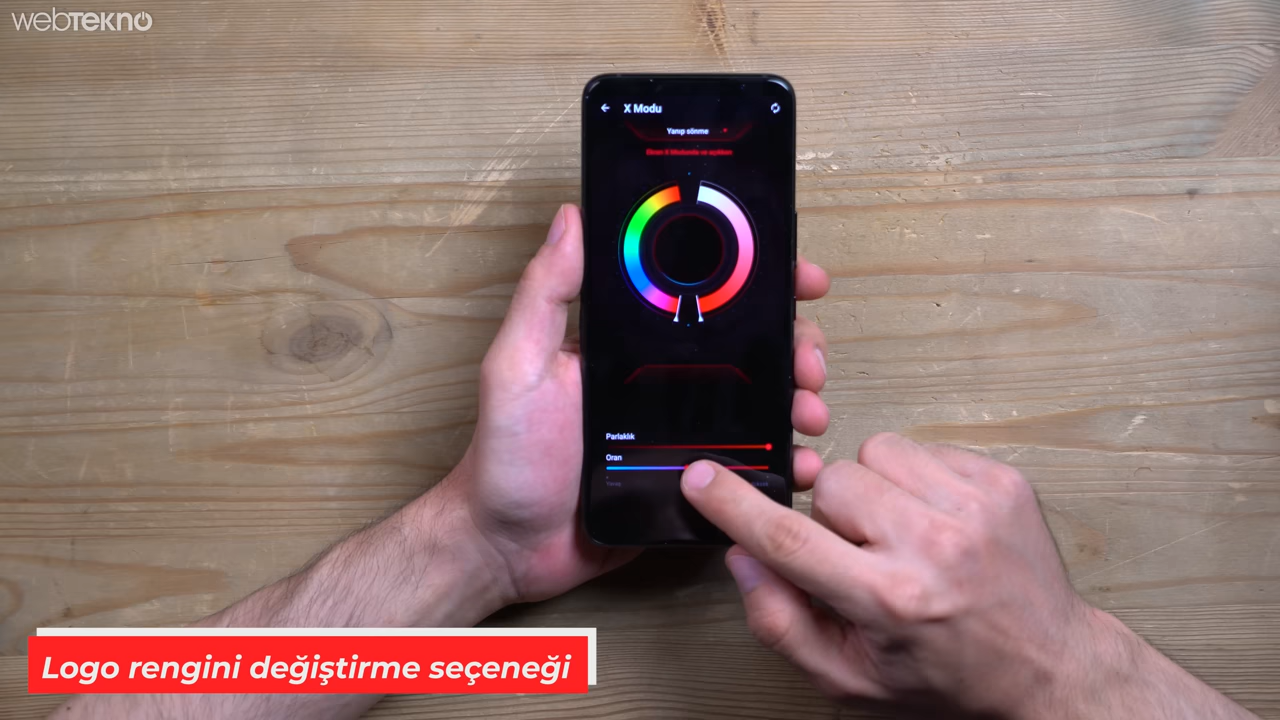 webTEKNO
X Modu
Yanıp sönme
Parlaklık
Oran
Logo rengini değiştirme seçeneği